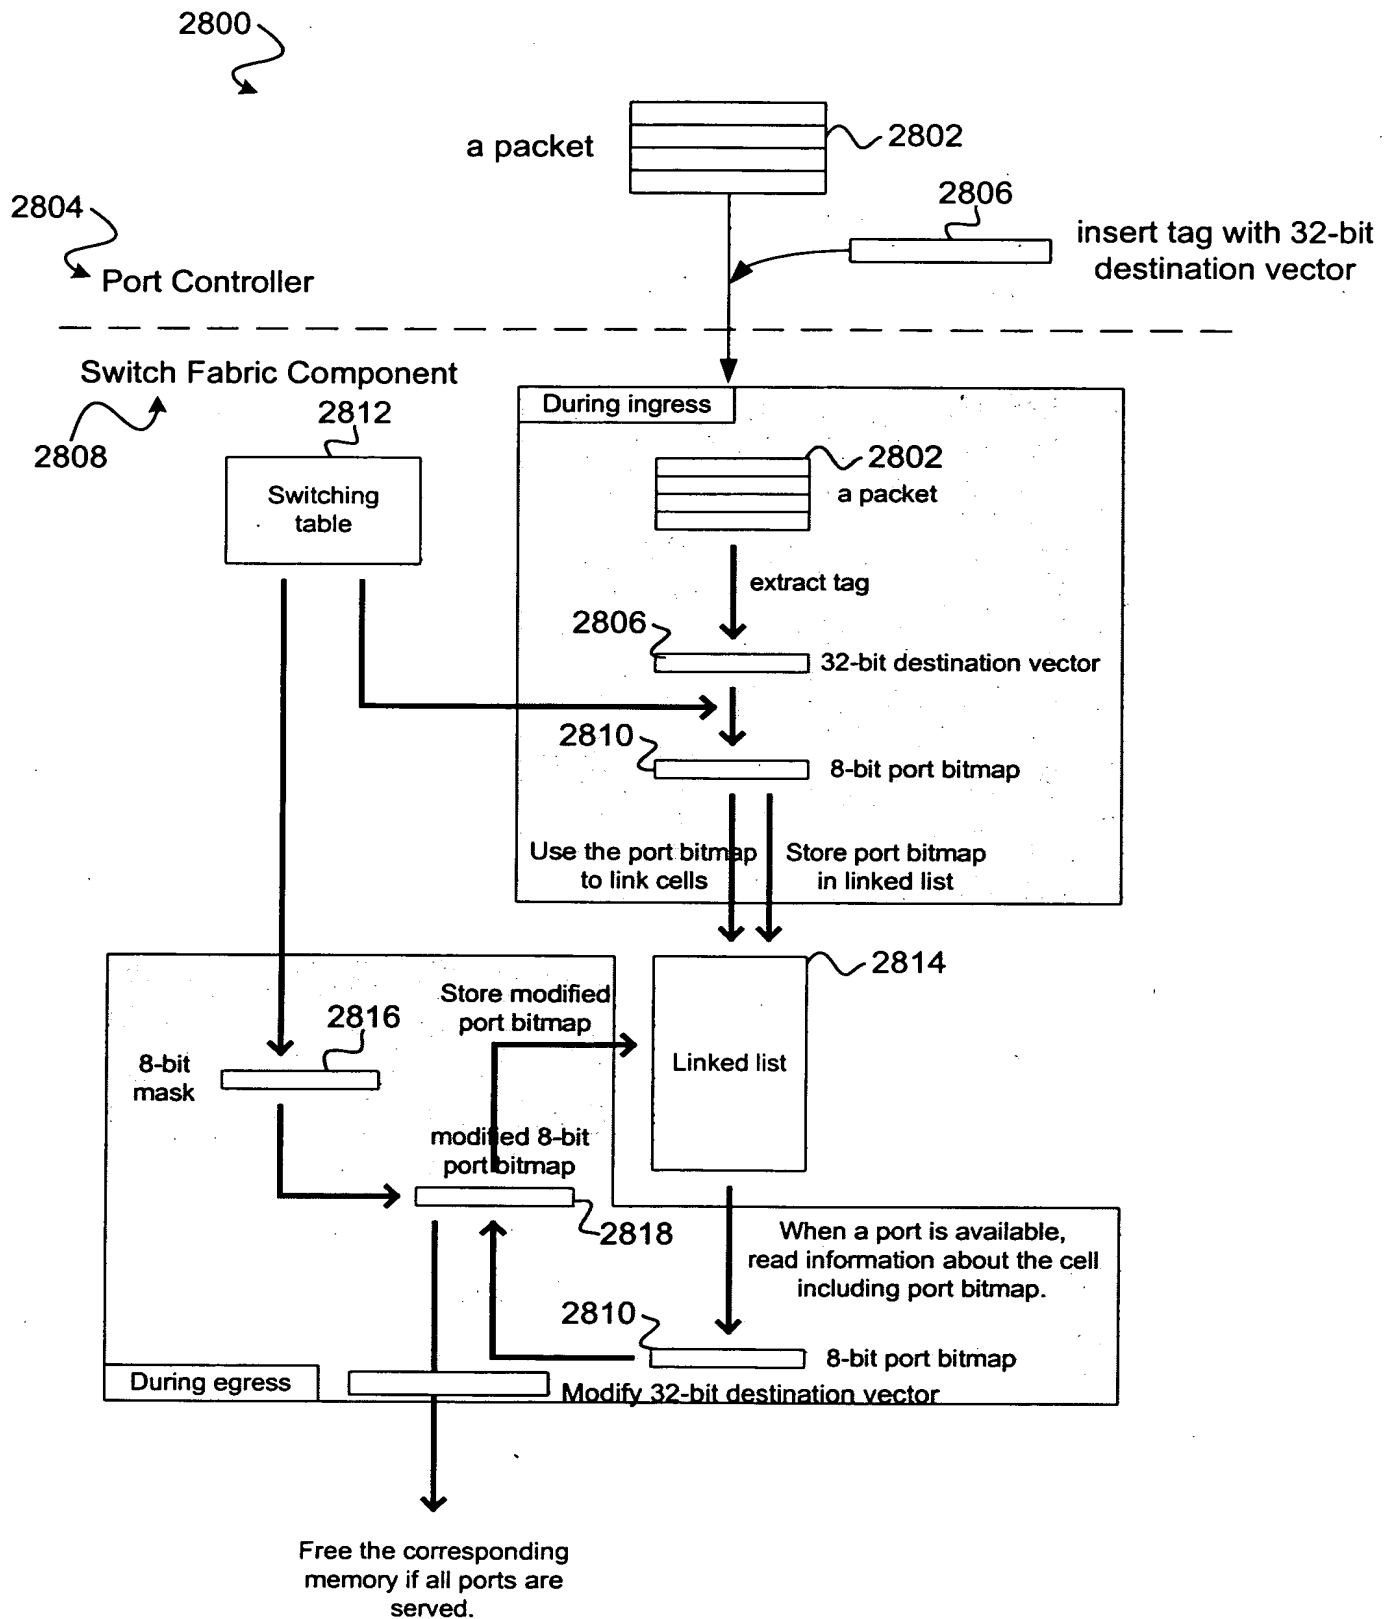 2800
a packet
2802
2804
2806
insert tag with 32-bit
destination vector
Port Controller
Switch Fabric Component
2808
2812
Switching
table
During ingress
2802
a packet
extract tag
2806
32-bit destination vector
2810
8-bit port bitmap
Use the port bitmap
to link cells
Store port bitmap
in linked list
2814
Linked list
Store modified
port bitmap
2816
8-bit
mask
modified 8-bit
port bitmap
2818
When a port is available,
read information about the cell
including port bitmap.
2810
8-bit port bitmap
During egress
Modify 32-bit destination vector
Free the corresponding
memory if all ports are
served.